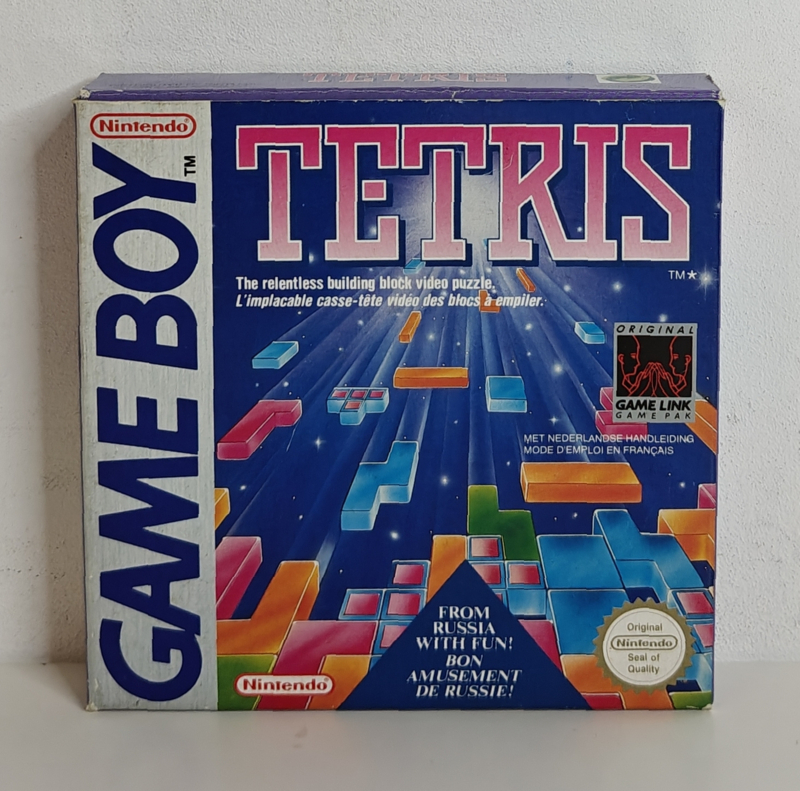 TETRIS
Nintendo
GAME BOY
TM
TETRIS
TM★
The relentless building block video puzzle.
L'implacable casse-tête vidéo des blocs à empiler.
ORIGINAL
GAME LINK
GAME PAK
MET NEDERLANDSE HANDLEIDING
MODE D'EMPLOI EN FRANÇAIS
FROM
RUSSIA
WITH FUN!
BON
AMUSEMENT
DE RUSSIE!
Nintendo
Original
Nintendo
Seal of
Quality